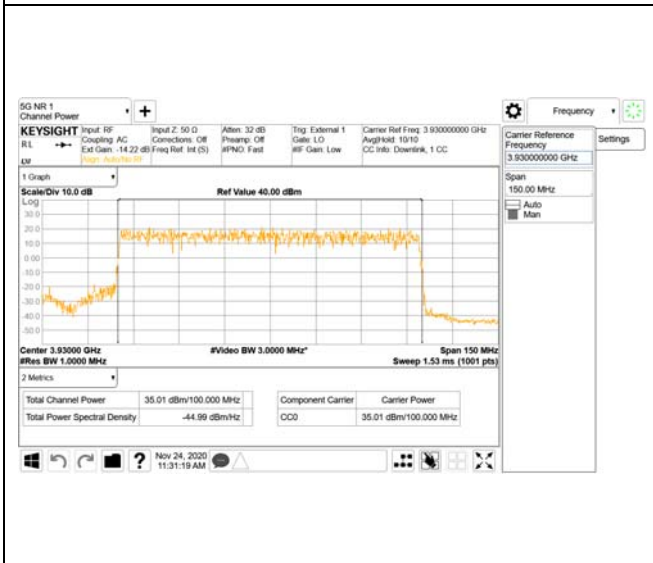 5G NR 1
Channel Power
Frequency
KEYSIGHT Input: RF Input Z: 50 Ω Atten: 32 dB Trig: External 1 Carrier Ref Freq: 3.930000000 GHz
RL Coupling: AC Corrections: Off Preamp: Off Gate: LO Avg|Hold: 10/10
Ext Gain: -14.22 dB Freq Ref: Int (S) #PNO: Fast #IF Gain: Low CC Info: Downlink, 1 CC
Align: Auto/No RF
Carrier Reference
Frequency
3.930000000 GHz
Settings
Span
150.00 MHz
Auto
Man
1 Graph
Scale/Div 10.0 dB Ref Value 40.00 dBm
Log
30.0
20.0
10.0
0.00
-10.0
-20.0
-30.0
-40.0
-50.0
Center 3.93000 GHz #Video BW 3.0000 MHz* Span 150 MHz
#Res BW 1.0000 MHz Sweep 1.53 ms (1001 pts)
2 Metrics
Total Channel Power 35.01 dBm/100.000 MHz Component Carrier Carrier Power
Total Power Spectral Density -44.99 dBm/Hz CC0 35.01 dBm/100.000 MHz
Nov 24, 2020
11:31:19 AM